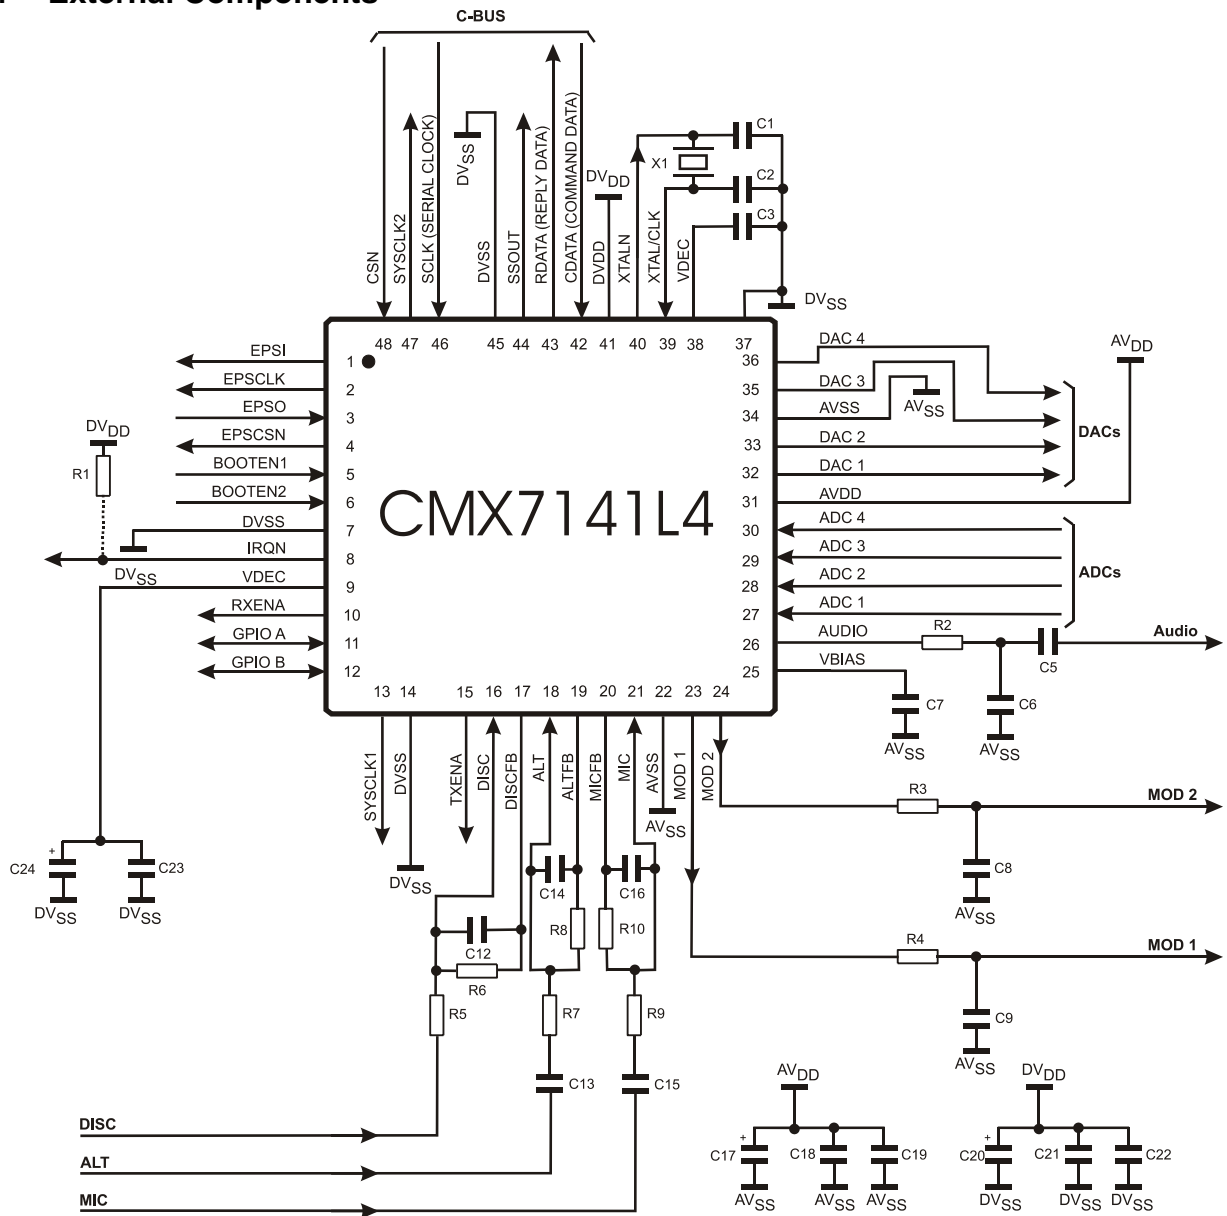 External Components
C-BUS
CSN
SYSCLK2
SCLK (SERIAL CLOCK)
DVSS
DVSS
SSOUT
RDATA (REPLY DATA)
CDATA (COMMAND DATA)
DVDD
DVDD
XTALN
XTAL/CLK
VDEC
X1
C1
C2
C3
DVSS
48 47 46 45 44 43 42 41 40 39 38 37
EPSI 1
EPSCLK 2
EPSO 3
EPSCSN 4
BOOTEN1 5
BOOTEN2 6
DVSS 7
IRQN 8
VDEC 9
RXENA 10
GPIO A 11
GPIO B 12
DVDD
R1
DVSS
CMX7141L4
36 DAC 4
35 DAC 3
34 AVSS
33 DAC 2
32 DAC 1
31 AVDD
30 ADC 4
29 ADC 3
28 ADC 2
27 ADC 1
26 AUDIO
25 VBIAS
AVSS
AVDD
DACs
ADCs
R2
C5
Audio
C7
C6
AVSS
AVSS
13 14 15 16 17 18 19 20 21 22 23 24
SYSCLK1
DVSS
TXENA
DISC
DISCFB
ALT
ALTFB
MICFB
MIC
AVSS
MOD 1
MOD 2
AVSS
DVSS
R3
MOD 2
C8
AVSS
R4
MOD 1
C9
AVSS
+
C24
C23
DVSS
DVSS
C14
C16
R8
R10
C12
R6
R5
R7
R9
C13
C15
DISC
ALT
MIC
AVDD
+
C17
C18
C19
AVSS
AVSS
AVSS
DVDD
+
C20
C21
C22
DVSS
DVSS
DVSS